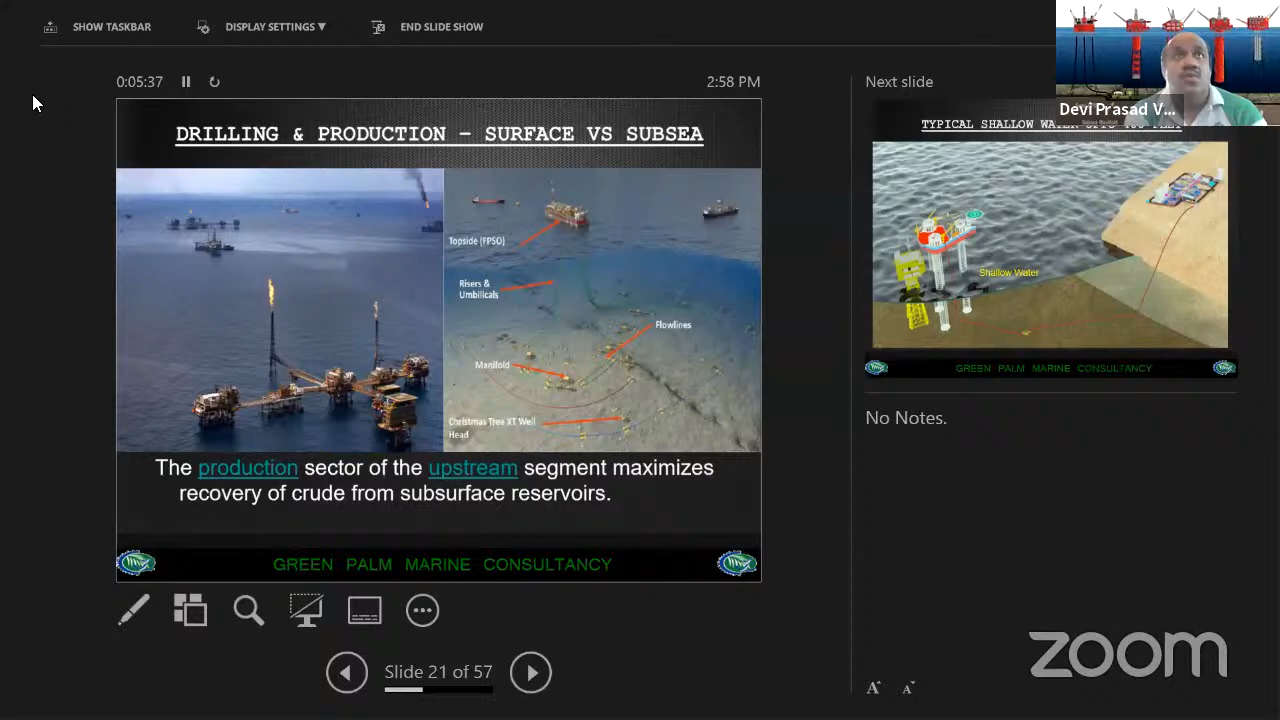 SHOW TASKBAR
DISPLAY SETTINGS ▼
END SLIDE SHOW
0:05:37
2:58 PM
DRILLING & PRODUCTION – SURFACE VS SUBSEA
Topside (FPSO)
Risers &
Umbilicals
Flowlines
Manifold
Christmas Tree XT Well
Head
The production sector of the upstream segment maximizes
recovery of crude from subsurface reservoirs.
GREEN PALM MARINE CONSULTANCY
Slide 21 of 57
Next slide
Devi Prasad V...
TYPICAL SHALLOW WATER
Shallow Water
GREEN PALM MARINE CONSULTANCY
No Notes.
A A
zoom